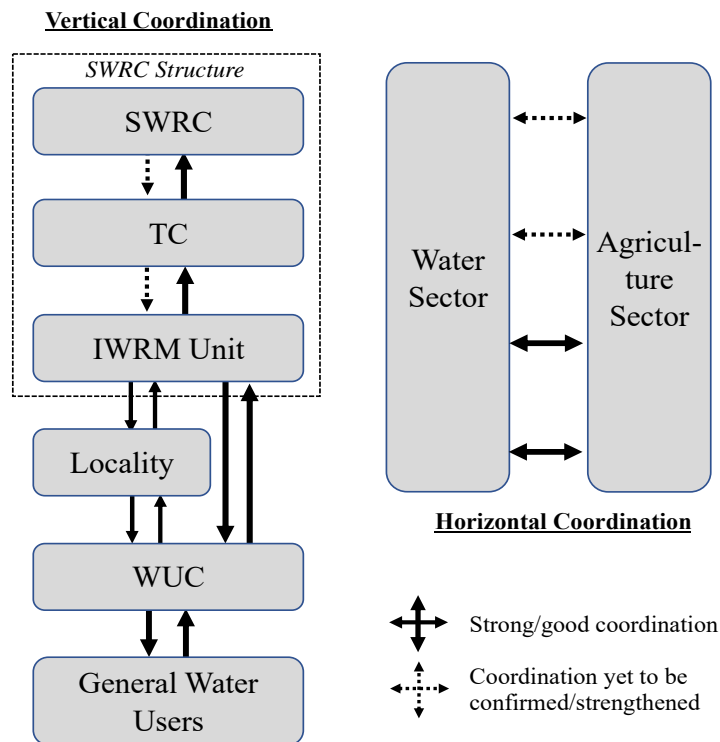 Vertical Coordination
SWRC Structure
SWRC
TC
IWRM Unit
Locality
WUC
General Water
Users
Water
Sector
Agricul-
ture
Sector
Horizontal Coordination
Strong/good coordination
Coordination yet to be
confirmed/strengthened